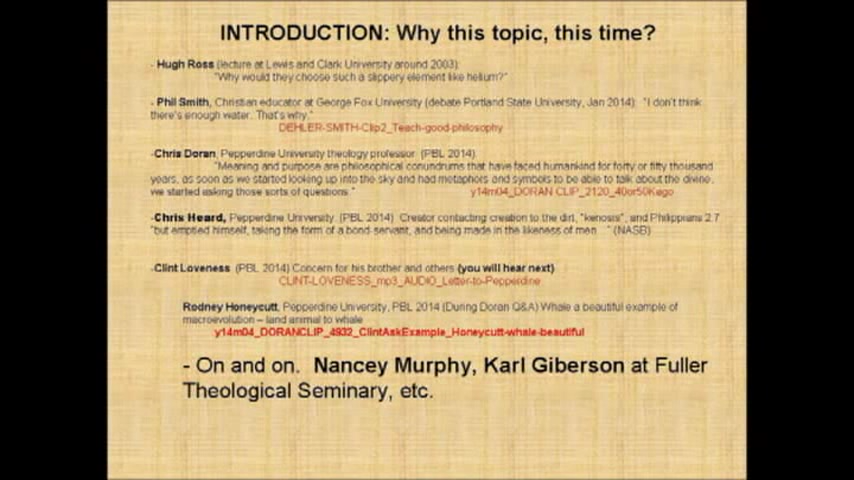 INTRODUCTION: Why this topic, this time?
- Hugh Ross (lecture at Lewis and Clark University around 2003):
"Why would they choose such a slippery element like helium?"
- Phil Smith, Christian educator at George Fox University (debate Portland State University, Jan 2014): "I don't think
there's enough water. That's why."
DEHLER-SMITH-Clip2_Teach-good-philosophy
-Chris Doran, Pepperdine University theology professor (PBL 2014):
"Meaning and purpose are philosophical conundrums that have faced humankind for forty or fifty thousand
years, as soon as we started looking up into the sky and had metaphors and symbols to be able to talk about the divine,
we started asking those sorts of questions." y14m04_DORAN CLIP_2120_40or50Kago
-Chris Heard, Pepperdine University. (PBL 2014) Creator contacting creation to the dirt, "kenosis", and Philippians 2:7
"but emptied himself, taking the form of a bond-servant, and being made in the likeness of men..." (NASB)
-Clint Loveness (PBL 2014) Concern for his brother and others (you will hear next)
CLINT-LOVENESS_mp3_AUDIO_Letter-to-Pepperdine
Rodney Honeycutt, Pepperdine University, PBL 2014 (During Doran Q&A) Whale a beautiful example of
macroevolution – land animal to whale
y14m04_DORANCLIP_4932_ClintAskExample_Honeycutt-whale-beautiful
- On and on. Nancey Murphy, Karl Giberson at Fuller
Theological Seminary, etc.